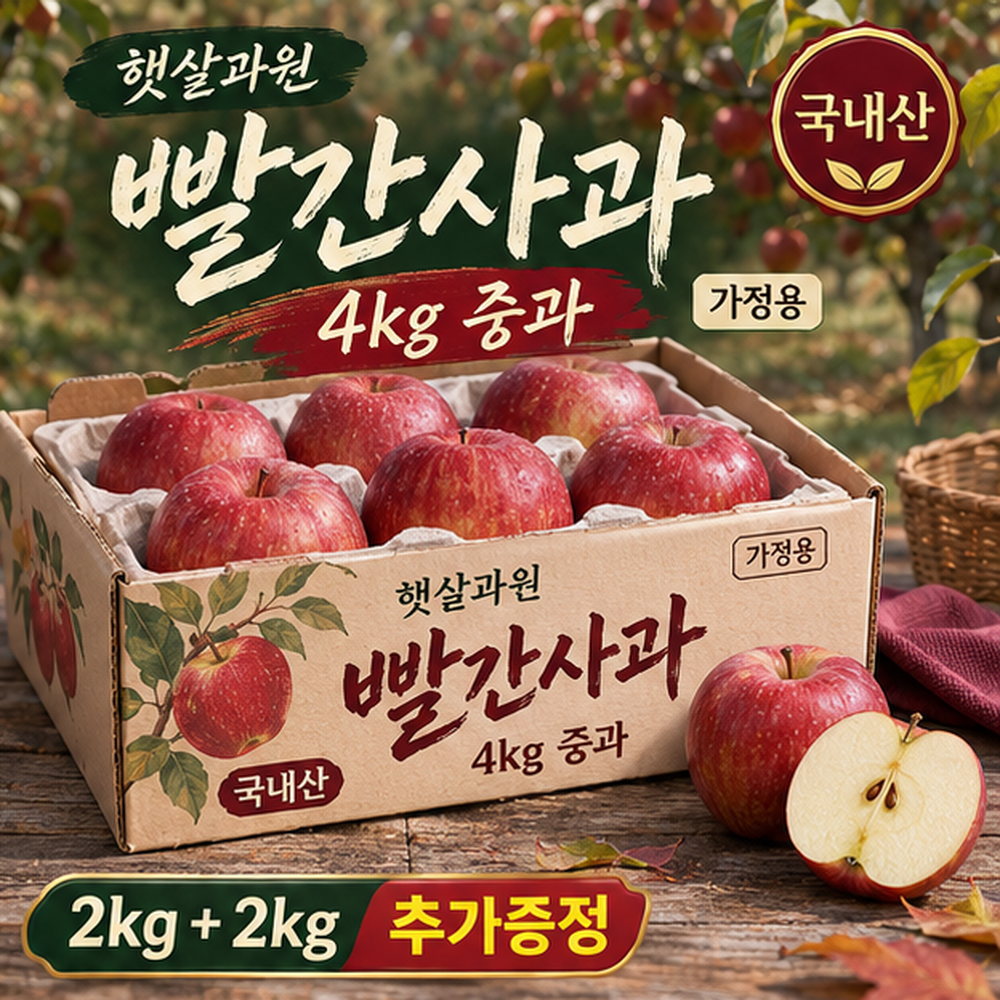 햇살과원
국내산
빨간사과
4kg 중과
가정용
가정용
햇살과원
빨간사과
4kg 중과
국내산
2kg + 2kg 추가증정